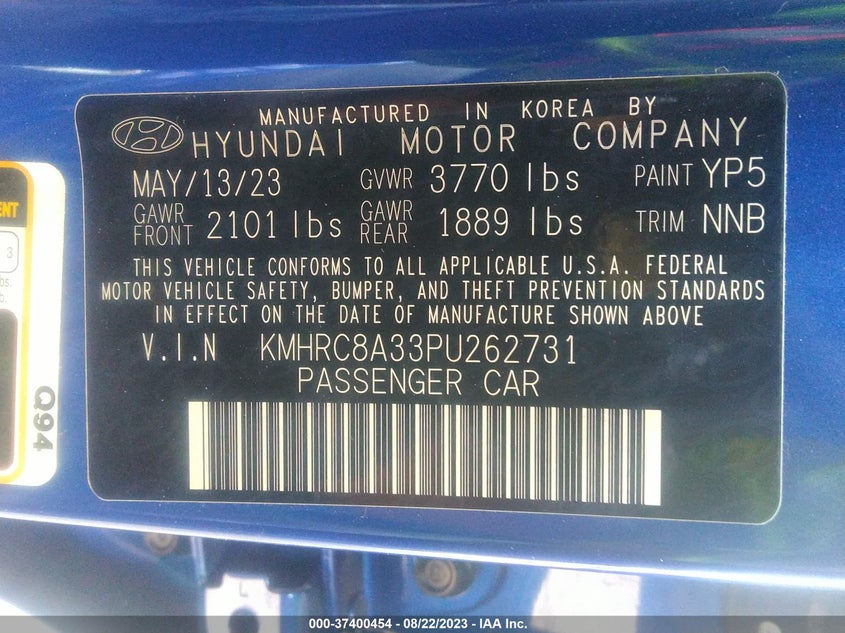 MANUFACTURED IN KOREA BY
HYUNDAI MOTOR COMPANY
MAY/13/23 GVWR 3770 lbs PAINT YP5
GAWR FRONT 2101 lbs GAWR REAR 1889 lbs TRIM NNB
THIS VEHICLE CONFORMS TO ALL APPLICABLE U.S.A. FEDERAL
MOTOR VEHICLE SAFETY, BUMPER, AND THEFT PREVENTION STANDARDS
IN EFFECT ON THE DATE OF MANUFACTURE SHOWN ABOVE
V.I.N KMHRC8A33PU262731
PASSENGER CAR
3
Q94
000-37400454 - 08/22/2023 - IAA Inc.